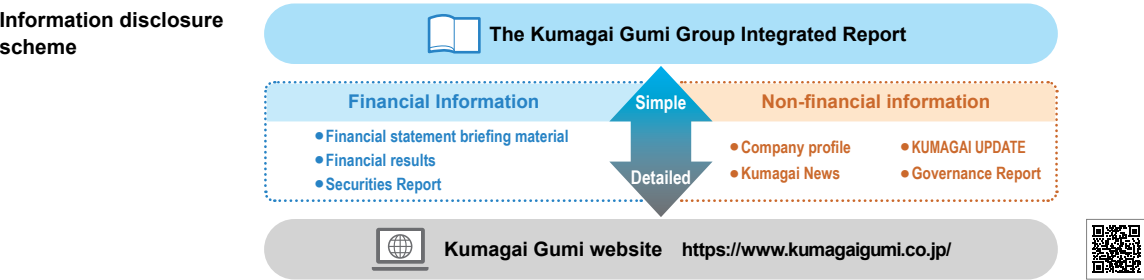 Information disclosure
scheme
The Kumagai Gumi Group Integrated Report
Financial Information
Simple
Non-financial information
●Financial statement briefing material
●Financial results
●Securities Report
●Company profile
●KUMAGAI UPDATE
●Kumagai News
●Governance Report
Detailed
Kumagai Gumi website https://www.kumagaigumi.co.jp/